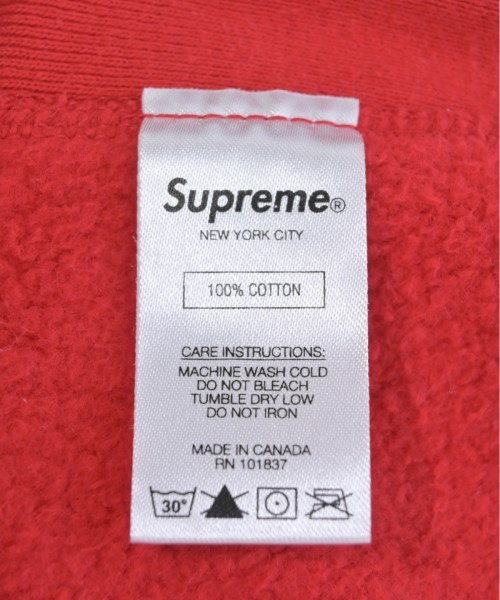 Supreme®
NEW YORK CITY
100% COTTON
CARE INSTRUCTIONS:
MACHINE WASH COLD
DO NOT BLEACH
TUMBLE DRY LOW
DO NOT IRON
MADE IN CANADA
RN 101837
30°